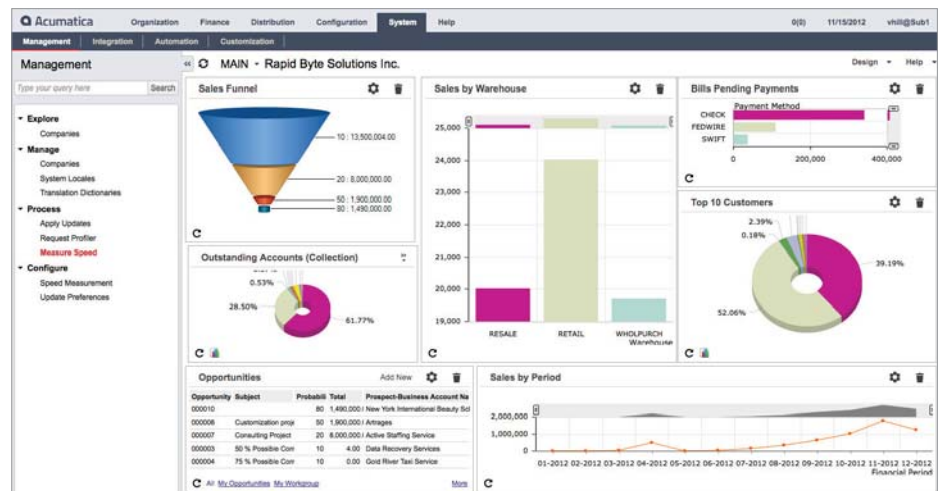 Acumatica Organization Finance Distribution Configuration System Help 0(0) 11/15/2012 vhill@Sub1
Management Integration Automation Customization
Management
Type your query here Search
Explore
Companies
Manage
Companies
System Locales
Translation Dictionaries
Process
Apply Updates
Request Profiler
Measure Speed
Configure
Speed Measurement
Update Preferences
MAIN - Rapid Byte Solutions Inc. Design Help
Sales Funnel
10 : 13,500,004.00
20 : 8,000,000.00
50 : 1,900,000.00
80 : 1,490,000.00
Outstanding Accounts (Collection)
0.53%
28.50%
61.77%
Sales by Warehouse
25,000
24,000
23,000
22,000
21,000
20,000
19,000
RESALE RETAIL WHOLPURCH
Warehouse
Bills Pending Payments
Payment Method
CHECK
FEDWIRE
SWIFT
0 200,000 400,000
Top 10 Customers
2.39%
0.18%
39.19%
52.06%
Opportunities Add New
Opportunity Subject Probabili Total Prospect-Business Account Na
000010 80 1,490,000.( New York International Beauty Scl
000008 Customization proj 50 1,900,000.( Artrages
000007 Consulting Project 20 8,000,000.( Active Staffing Service
000003 50 % Possible Com 10 4.00 Data Recovery Services
000004 75 % Possible Com 10 0.00 Gold River Taxi Service
All My Opportunities My Workgroup More
Sales by Period
2,000,000
1,000,000
0
01-2012 02-2012 03-2012 04-2012 05-2012 06-2012 07-2012 08-2012 09-2012 10-2012 11-2012 12-2012
Financial Period